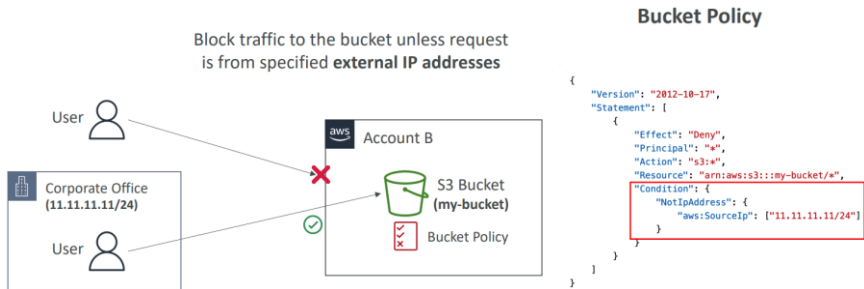 Bucket Policy
Block traffic to the bucket unless request
is from specified external IP addresses
User
aws
Account B
Corporate Office
(11.11.11.11/24)
S3 Bucket
(my-bucket)
User
Bucket Policy
{
"Version": "2012-10-17",
"Statement": [
{
"Effect": "Deny",
"Principal": "*",
"Action": "s3:*",
"Resource": "arn:aws:s3:::my-bucket/*",
"Condition": {
"NotIpAddress": {
"aws:SourceIp": ["11.11.11.11/24"]
}
}
}
]
}